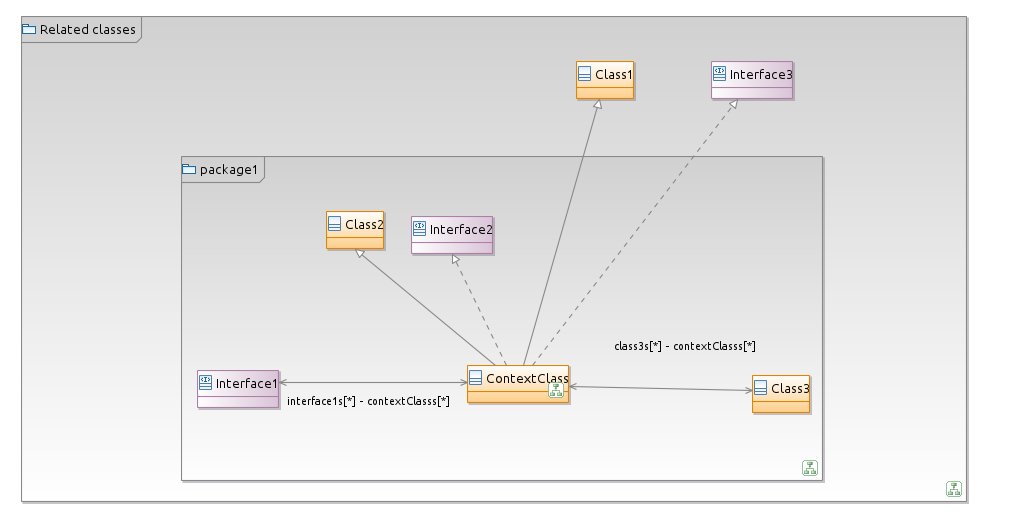 Related classes
Class1
Interface3
package1
Class2
Interface2
class3s[*] - contextClasss[*]
Interface1
ContextClass
Class3
interface1s[*] - contextClasss[*]